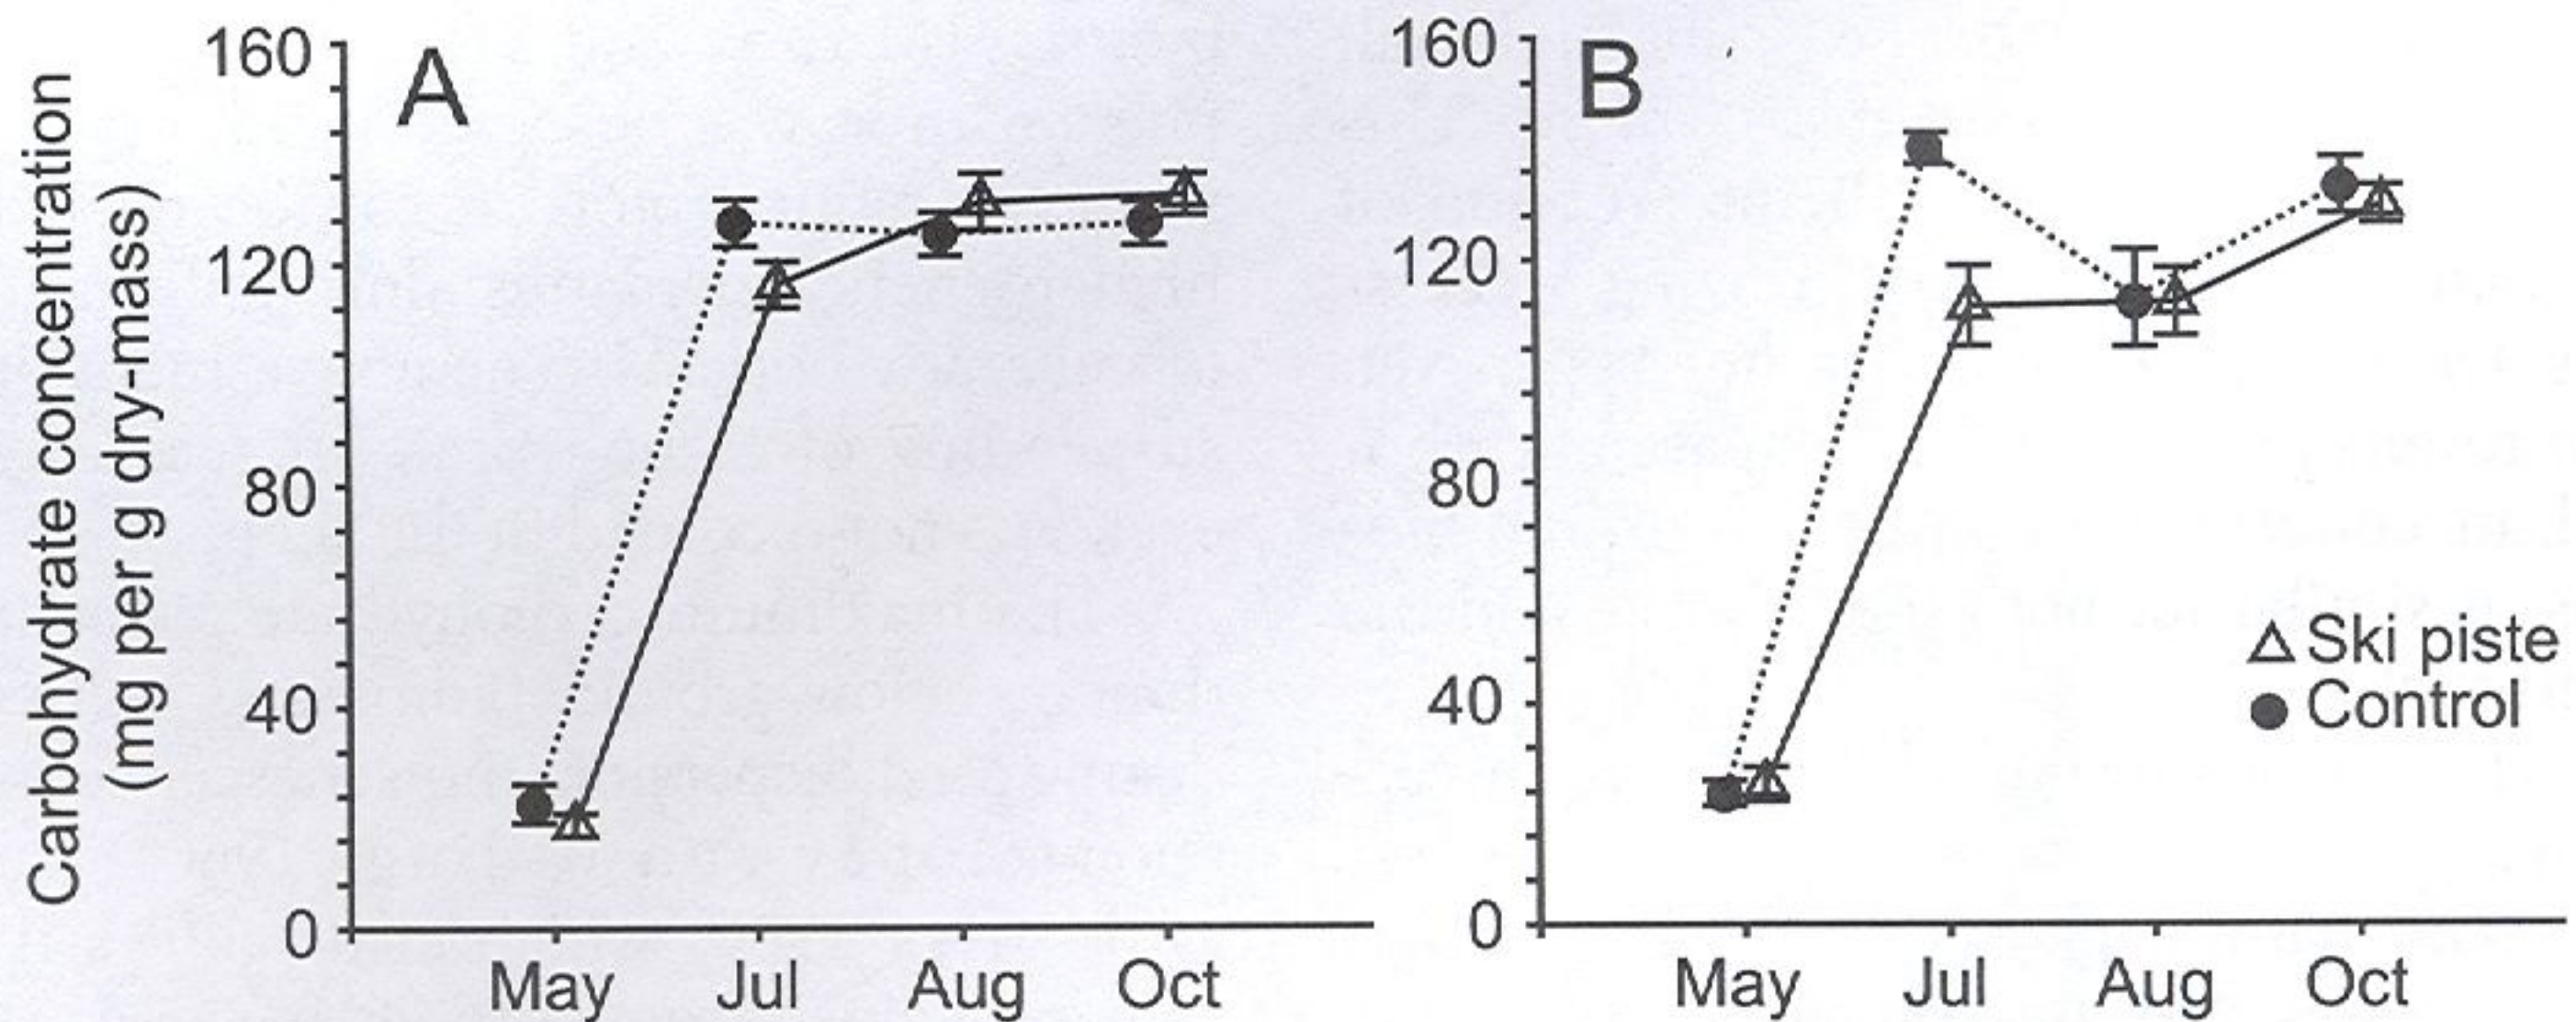 Carbohydrate concentration
(mg per g dry-mass)
A
160
120
80
40
0
May Jul Aug Oct
B
160
120
80
40
0
May Jul Aug Oct
Ski piste
Control